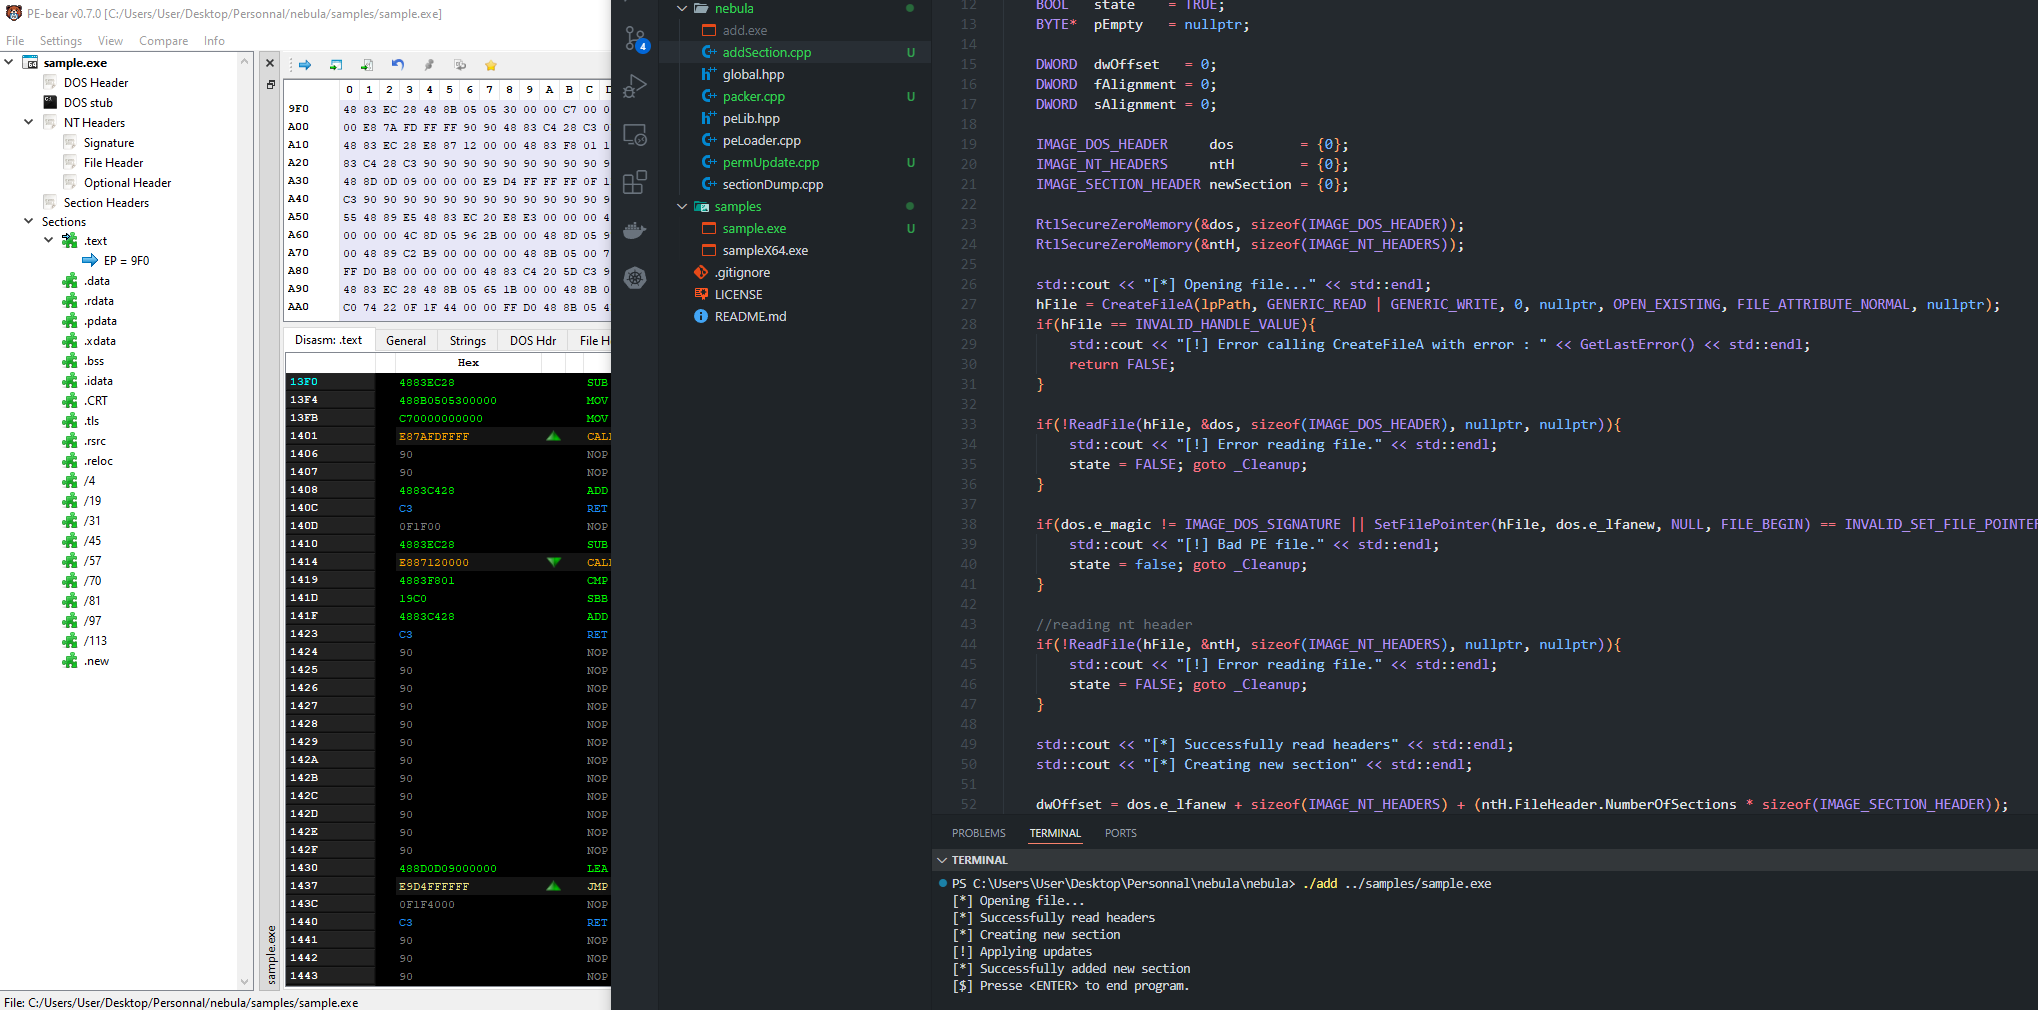 PE-bear v0.7.0 [C:/Users/User/Desktop/Personnal/nebula/samples/sample.exe]
File Settings View Compare Info
sample.exe
DOS Header
DOS stub
NT Headers
Signature
File Header
Optional Header
Section Headers
Sections
.text
EP = 9F0
.data
.rdata
.pdata
.xdata
.bss
.idata
.CRT
.tls
.rsrc
.reloc
/4
/19
/31
/45
/57
/70
/81
/97
/113
.new
sample.exe
0 1 2 3 4 5 6 7 8 9 A B C D
9F0 48 83 EC 28 48 8B 05 05 30 00 00 C7 00 0
A00 00 E8 7A FD FF FF 90 90 48 83 C4 28 C3 0
A10 48 83 EC 28 E8 87 12 00 00 48 83 F8 01 1
A20 83 C4 28 C3 90 90 90 90 90 90 90 90 90 9
A30 48 8D 0D 09 00 00 00 E9 D4 FF FF FF 0F 1
A40 C3 90 90 90 90 90 90 90 90 90 90 90 90 9
A50 55 48 89 E5 48 83 EC 20 E8 E3 00 00 00 4
A60 00 00 00 4C 8D 05 96 2B 00 00 48 8D 05 9
A70 00 48 89 C2 B9 00 00 00 00 48 8B 05 00 7
A80 FF D0 B8 00 00 00 00 48 83 C4 20 5D C3 9
A90 48 83 EC 28 48 8B 05 65 1B 00 00 48 8B 0
AA0 C0 74 22 0F 1F 44 00 00 FF D0 48 8B 05 4
Disasm: .text General Strings DOS Hdr File H
Hex
13F0 4883EC28 SUB
13F4 488B0505300000 MOV
13FB C70000000000 MOV
1401 E87AFDFFFF CALL
1406 90 NOP
1407 90 NOP
1408 4883C428 ADD
140C C3 RET
140D 0F1F00 NOP
1410 4883EC28 SUB
1414 E887120000 CALL
1419 4883F801 CMP
141D 19C0 SBB
141F 4883C428 ADD
1423 C3 RET
1424 90 NOP
1425 90 NOP
1426 90 NOP
1427 90 NOP
1428 90 NOP
1429 90 NOP
142A 90 NOP
142B 90 NOP
142C 90 NOP
142D 90 NOP
142E 90 NOP
142F 90 NOP
1430 488D0D09000000 LEA
1437 E9D4FFFFFF JMP
143C 0F1F4000 NOP
1440 C3 RET
1441 90 NOP
1442 90 NOP
1443 90 NOP
File: C:/Users/User/Desktop/Personnal/nebula/samples/sample.exe
4
nebula
add.exe
addSection.cpp U
global.hpp
packer.cpp U
peLib.hpp
peLoader.cpp
permUpdate.cpp U
sectionDump.cpp
samples
sample.exe U
sampleX64.exe
.gitignore
LICENSE
README.md
12 BOOL state = TRUE;
13 BYTE* pEmpty = nullptr;
14
15 DWORD dwOffset = 0;
16 DWORD fAlignment = 0;
17 DWORD sAlignment = 0;
18
19 IMAGE_DOS_HEADER dos = {0};
20 IMAGE_NT_HEADERS ntH = {0};
21 IMAGE_SECTION_HEADER newSection = {0};
22
23 RtlSecureZeroMemory(&dos, sizeof(IMAGE_DOS_HEADER));
24 RtlSecureZeroMemory(&ntH, sizeof(IMAGE_NT_HEADERS));
25
26 std::cout << "[*] Opening file..." << std::endl;
27 hFile = CreateFileA(lpPath, GENERIC_READ | GENERIC_WRITE, 0, nullptr, OPEN_EXISTING, FILE_ATTRIBUTE_NORMAL, nullptr);
28 if(hFile == INVALID_HANDLE_VALUE){
29 std::cout << "[!] Error calling CreateFileA with error : " << GetLastError() << std::endl;
30 return FALSE;
31 }
32
33 if(!ReadFile(hFile, &dos, sizeof(IMAGE_DOS_HEADER), nullptr, nullptr)){
34 std::cout << "[!] Error reading file." << std::endl;
35 state = FALSE; goto _Cleanup;
36 }
37
38 if(dos.e_magic != IMAGE_DOS_SIGNATURE || SetFilePointer(hFile, dos.e_lfanew, NULL, FILE_BEGIN) == INVALID_SET_FILE_POINTER
39 std::cout << "[!] Bad PE file." << std::endl;
40 state = false; goto _Cleanup;
41 }
42
43 //reading nt header
44 if(!ReadFile(hFile, &ntH, sizeof(IMAGE_NT_HEADERS), nullptr, nullptr)){
45 std::cout << "[!] Error reading file." << std::endl;
46 state = FALSE; goto _Cleanup;
47 }
48
49 std::cout << "[*] Successfully read headers" << std::endl;
50 std::cout << "[*] Creating new section" << std::endl;
51
52 dwOffset = dos.e_lfanew + sizeof(IMAGE_NT_HEADERS) + (ntH.FileHeader.NumberOfSections * sizeof(IMAGE_SECTION_HEADER));
PROBLEMS TERMINAL PORTS
TERMINAL
PS C:\Users\User\Desktop\Personnal\nebula\nebula> ./add ../samples/sample.exe
[*] Opening file...
[*] Successfully read headers
[*] Creating new section
[!] Applying updates
[*] Successfully added new section
[$] Presse <ENTER> to end program.